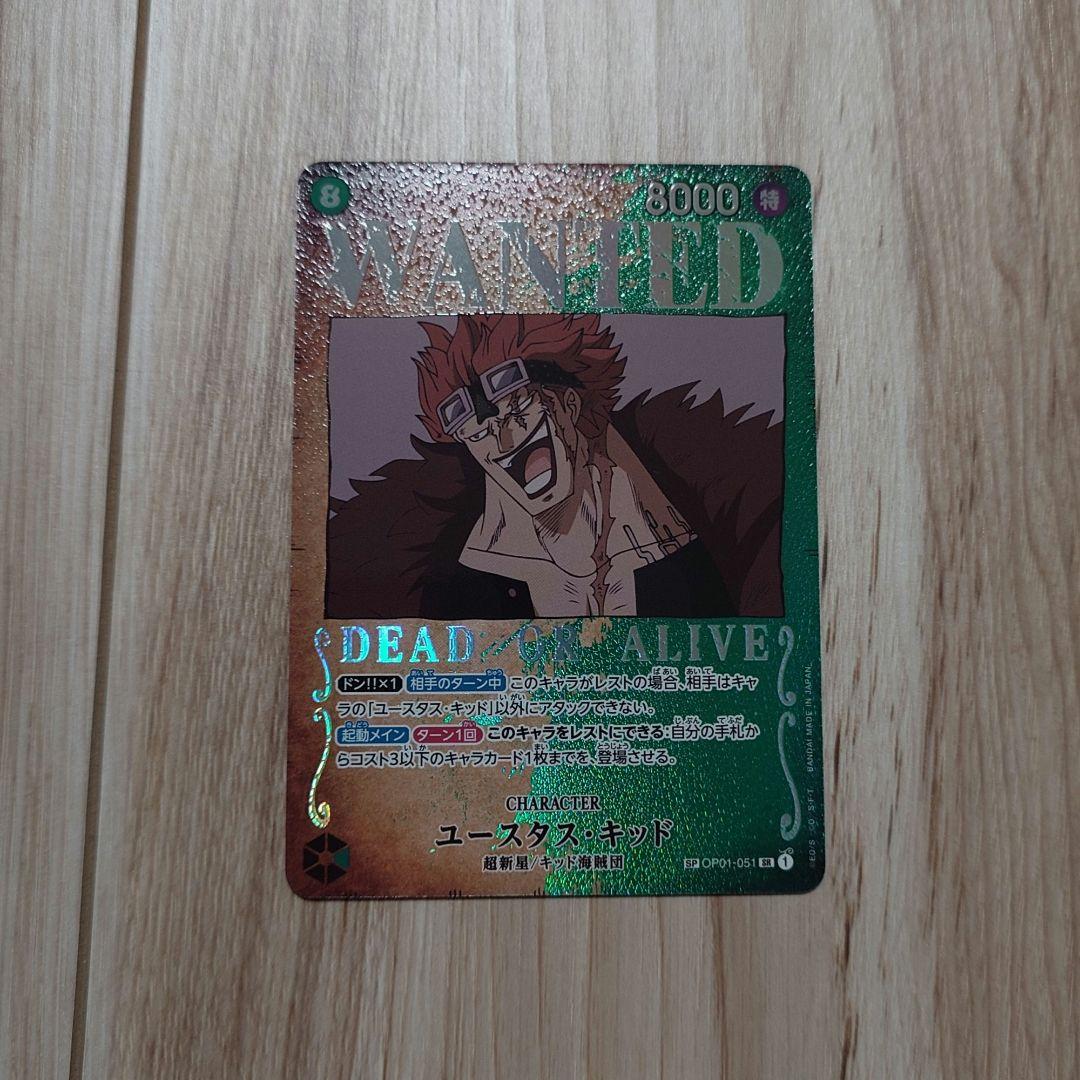 8
8000
特
WANTED
DEAD OR ALIVE
ドン!!×1 相手のターン中 このキャラがレストの場合、相手はキャ
ラの「ユースタス・キッド」以外にアタックできない。
起動メイン ターン1回 このキャラをレストにできる:自分の手札か
らコスト3以下のキャラカード1枚までを、登場させる。
CHARACTER
ユースタス・キッド
超新星/キッド海賊団
SP OP01-051 SR 1
©E.O./S. ©O.S.F.T. BANDAI MADE IN JAPAN